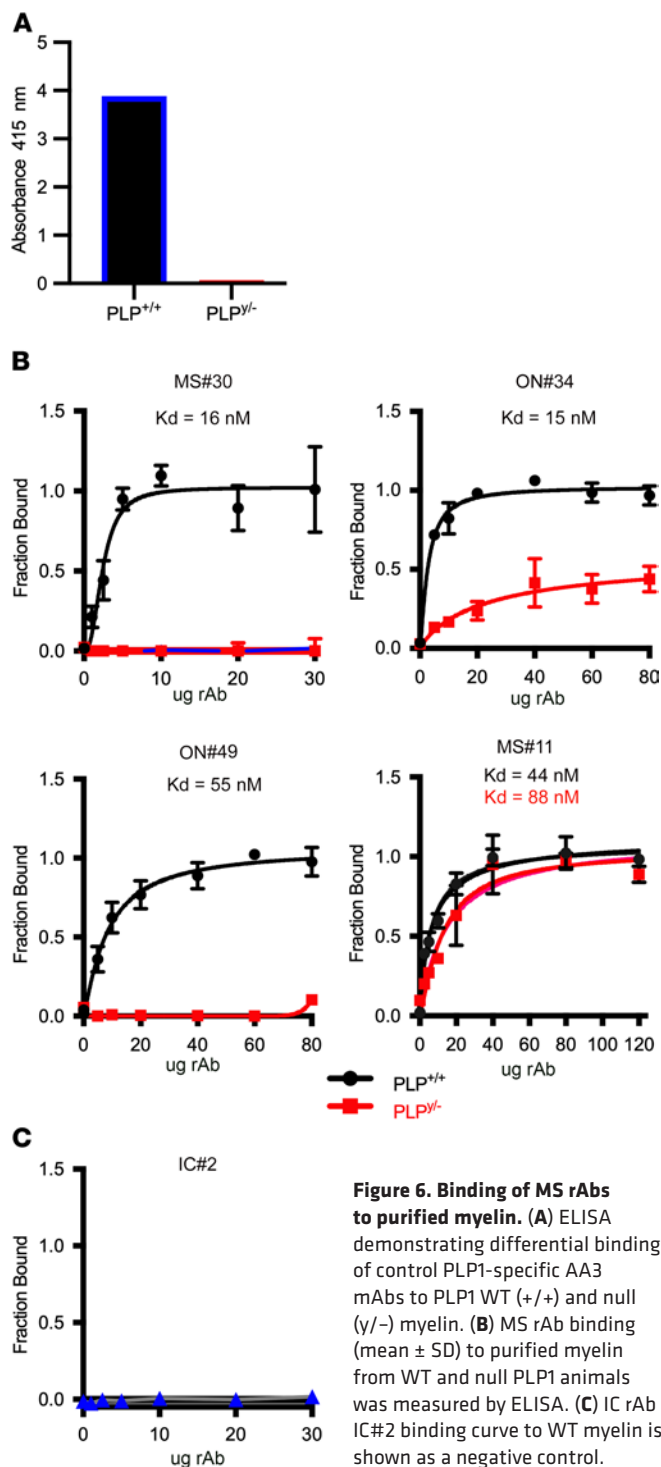 A
Absorbance 415 nm
5
4
3
2
1
0
PLP+/+
PLPy/-
B
MS#30
Kd = 16 nM
Fraction Bound
1.5
1.0
0.5
0.0
0
10
20
30
ug rAb
ON#34
Kd = 15 nM
Fraction Bound
1.5
1.0
0.5
0.0
0
20
40
60
80
ug rAb
ON#49
Kd = 55 nM
Fraction Bound
1.5
1.0
0.5
0.0
0
20
40
60
80
ug rAb
MS#11
Kd = 44 nM
Kd = 88 nM
Fraction Bound
1.5
1.0
0.5
0.0
0
20
40
60
80
100
120
ug rAb
PLP+/+
PLPy/-
C
IC#2
Fraction Bound
1.5
1.0
0.5
0.0
0
10
20
30
ug rAb
Figure 6. Binding of MS rAbs
to purified myelin. (A) ELISA
demonstrating differential binding
of control PLP1-specific AA3
mAbs to PLP1 WT (+/+) and null
(y/–) myelin. (B) MS rAb binding
(mean ± SD) to purified myelin
from WT and null PLP1 animals
was measured by ELISA. (C) IC rAb
IC#2 binding curve to WT myelin is
shown as a negative control.